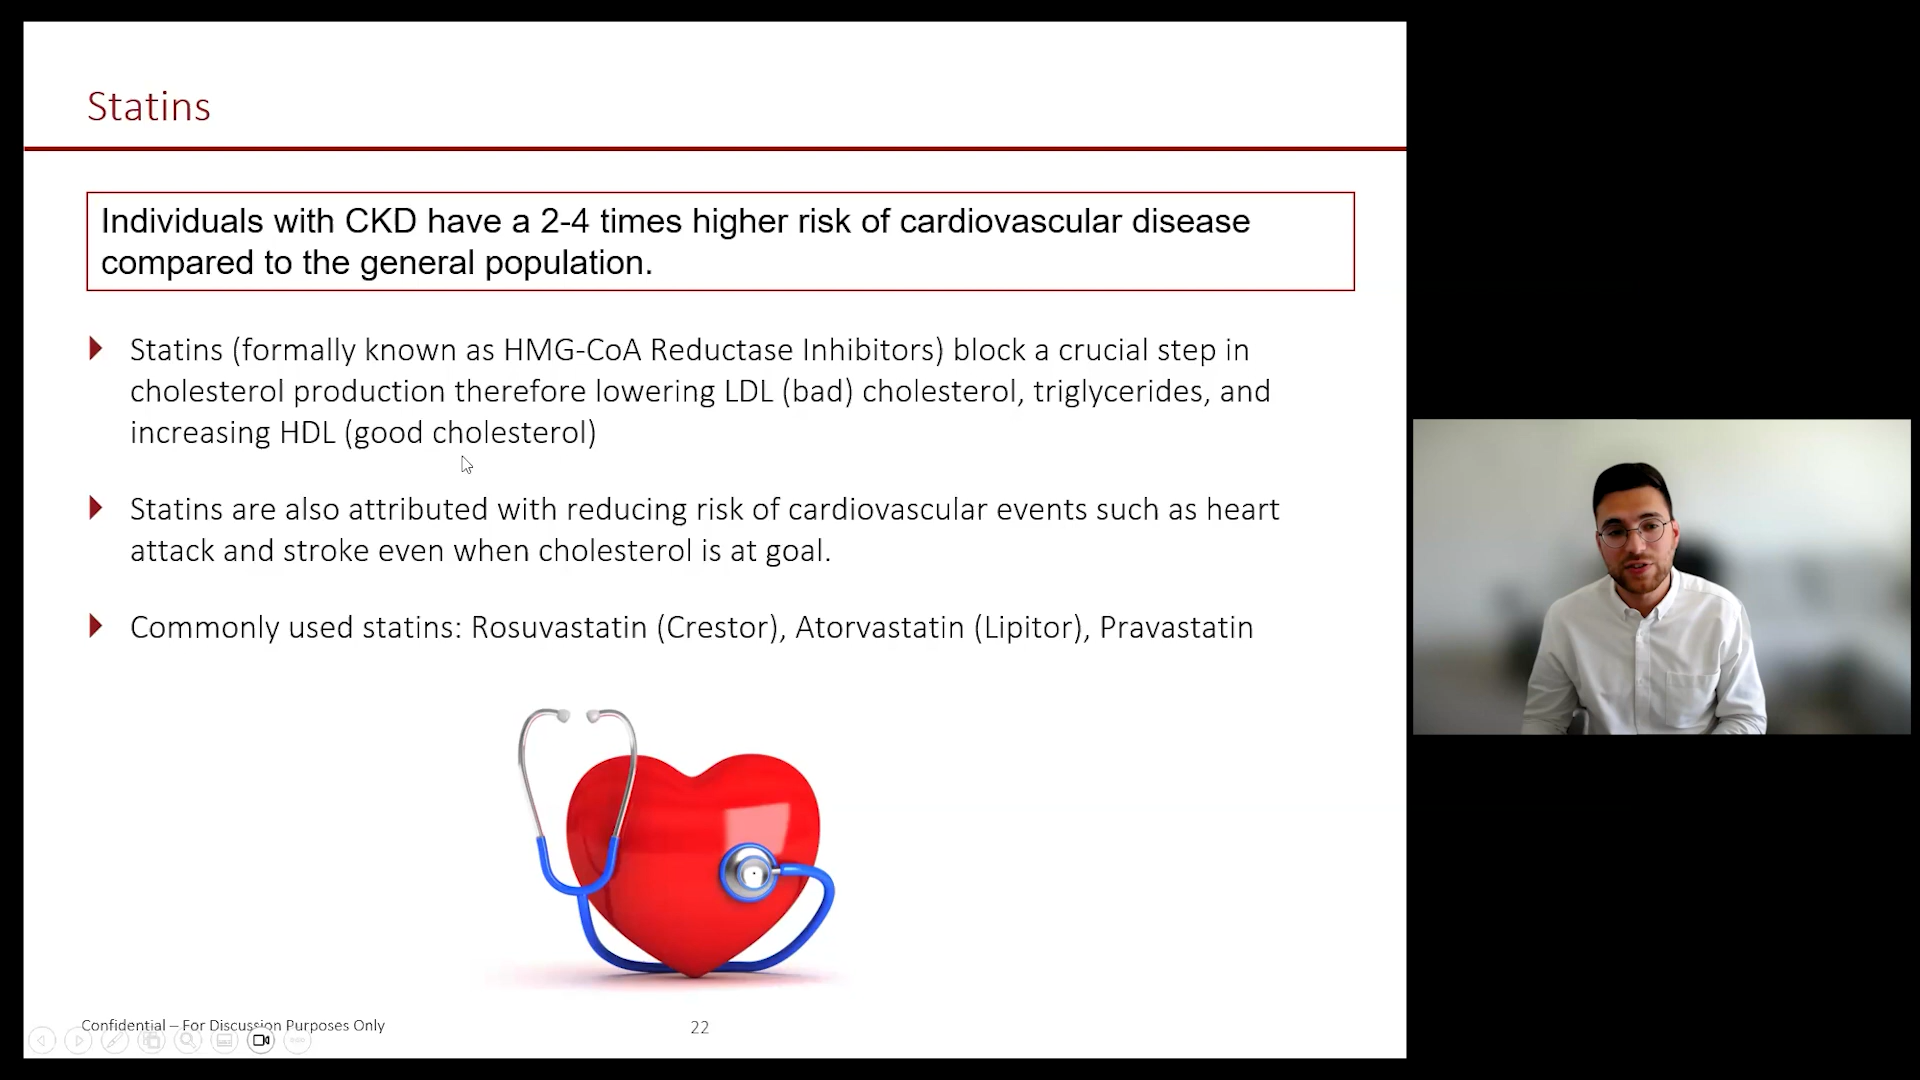 Statins
Individuals with CKD have a 2-4 times higher risk of cardiovascular disease
compared to the general population.
Statins (formally known as HMG-CoA Reductase Inhibitors) block a crucial step in
cholesterol production therefore lowering LDL (bad) cholesterol, triglycerides, and
increasing HDL (good cholesterol)
Statins are also attributed with reducing risk of cardiovascular events such as heart
attack and stroke even when cholesterol is at goal.
Commonly used statins: Rosuvastatin (Crestor), Atorvastatin (Lipitor), Pravastatin
Confidential – For Discussion Purposes Only
22